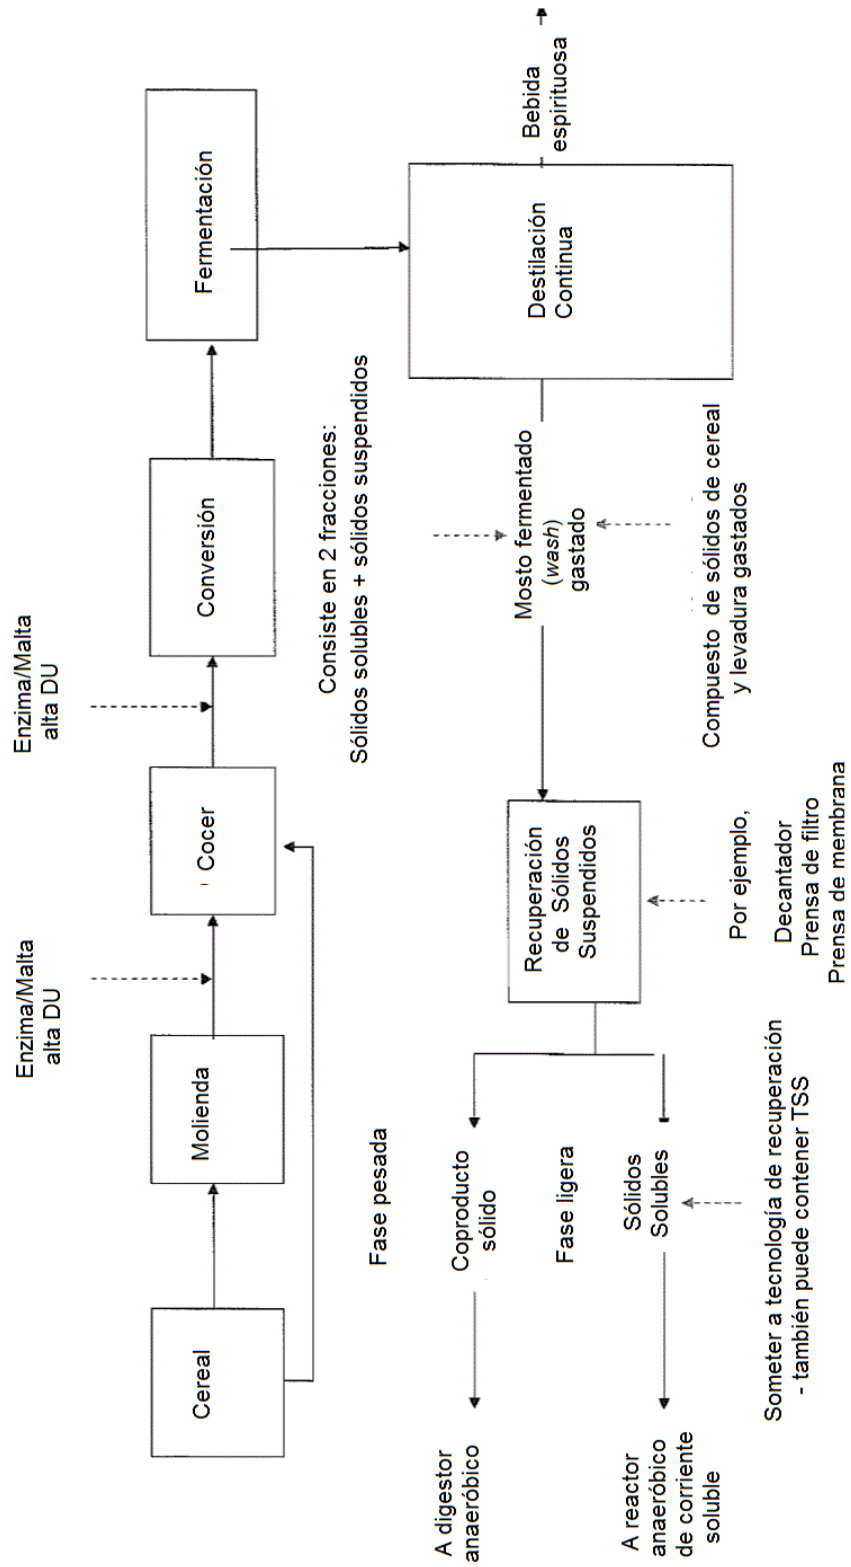 Enzima/Malta
alta DU
Enzima/Malta
alta DU
Cereal
Molienda
Cocer
Conversión
Fermentación
Consiste en 2 fracciones:
Sólidos solubles + sólidos suspendidos
Fase pesada
Coproducto
sólido
A digestor
anaeróbico
Fase ligera
Sólidos
Solubles
A reactor
anaeróbico
de corriente
soluble
Someter a tecnología de recuperación
- también puede contener TSS
Recuperación
de Sólidos
Suspendidos
Por ejemplo,
Decantador
Prensa de filtro
Prensa de membrana
Mosto fermentado
(wash)
gastado
Compuesto de sólidos de cereal
y levadura gastados
Destilación
Continua
Bebida
espirituosa